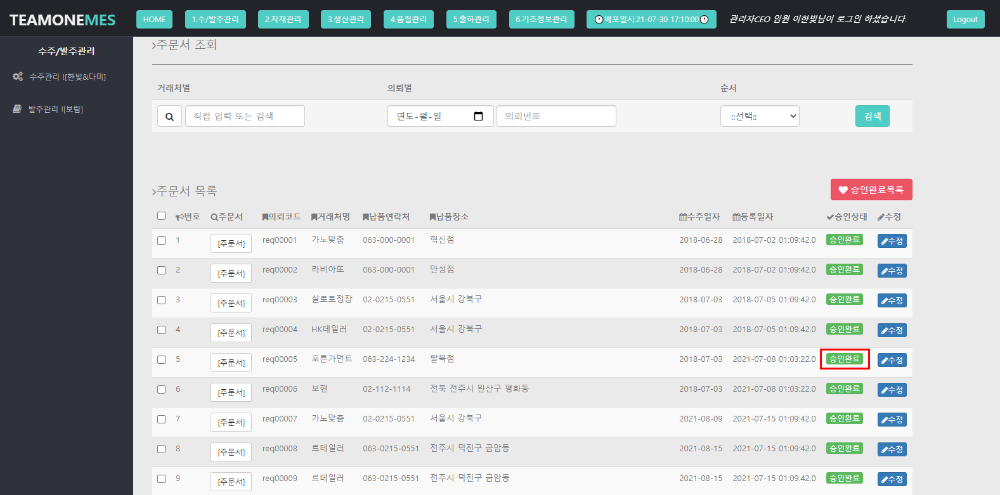 TEAMONEMES HOME 1.수/발주관리 2.자재관리 3.생산관리 4.품질관리 5.출하관리 6.기초정보관리 배포일시:21-07-30 17:10:00 관리자CEO 임원 이한빛님이 로그인 하셨습니다. Logout
수주/발주관리
수주관리 ![한빛&다미]
발주관리 ![보람]
>주문서 조회
거래처별 의뢰별 순서
직접 입력 또는 검색 연도-월-일 의뢰번호 ::선택:: 검색
>주문서 목록 승인완료목록
번호 주문서 의뢰코드 거래처명 납품연락처 납품장소 수주일자 등록일자 승인상태 수정
1 [주문서] req00001 가노맞춤 063-000-0001 혁신점 2018-06-28 2018-07-02 01:09:42.0 승인완료 수정
2 [주문서] req00002 라비아또 063-000-0001 만성점 2018-06-28 2018-07-02 01:09:42.0 승인완료 수정
3 [주문서] req00003 살로토정장 02-0215-0551 서울시 강북구 2018-07-03 2018-07-05 01:09:42.0 승인완료 수정
4 [주문서] req00004 HK테일러 02-0215-0551 서울시 강북구 2018-07-03 2018-07-05 01:09:42.0 승인완료 수정
5 [주문서] req00005 포튼가먼트 063-224-1234 팔복점 2018-07-03 2021-07-08 01:03:22.0 승인완료 수정
6 [주문서] req00006 보헨 02-112-1114 전북 전주시 완산구 평화동 2018-07-03 2021-07-08 01:03:22.0 승인완료 수정
7 [주문서] req00007 가노맞춤 02-0215-0551 서울시 강북구 2021-08-09 2021-07-15 01:09:42.0 승인완료 수정
8 [주문서] req00008 르테일러 063-0215-0551 전주시 덕진구 금암동 2021-08-15 2021-07-15 01:09:42.0 승인완료 수정
9 [주문서] req00009 르테일러 063-0215-0551 전주시 덕진구 금암동 2021-08-15 2021-07-15 01:09:42.0 승인완료 수정